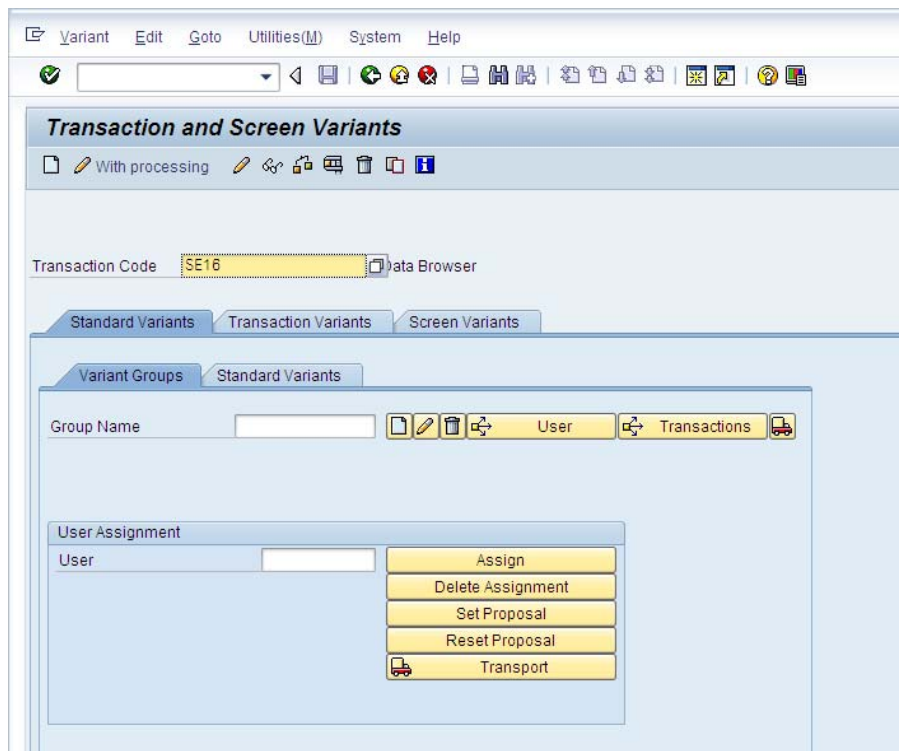 Variant Edit Goto Utilities(M) System Help
Transaction and Screen Variants
With processing
Transaction Code SE16 ata Browser
Standard Variants Transaction Variants Screen Variants
Variant Groups Standard Variants
Group Name User Transactions
User Assignment
User Assign
Delete Assignment
Set Proposal
Reset Proposal
Transport